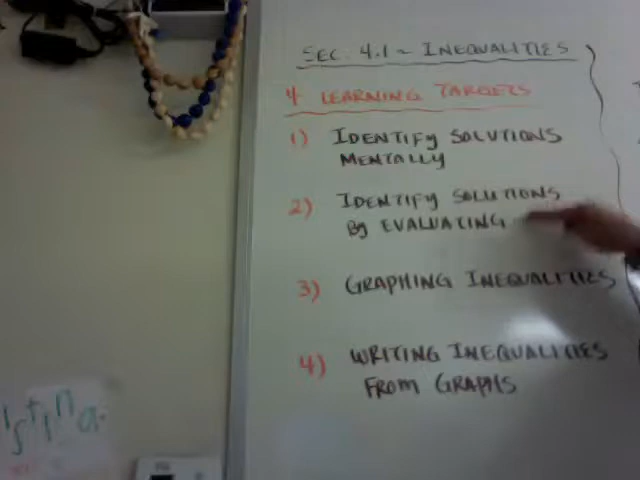 SEC. 4.1 ~ INEQUALITIES
4 LEARNING TARGETS
1) IDENTIFY SOLUTIONS
MENTALLY
2) IDENTIFY SOLUTIONS
By EVALUATING
3) GRAPHING INEQUALITIES
4) WRITING INEQUALITIES
FROM GRAPHS